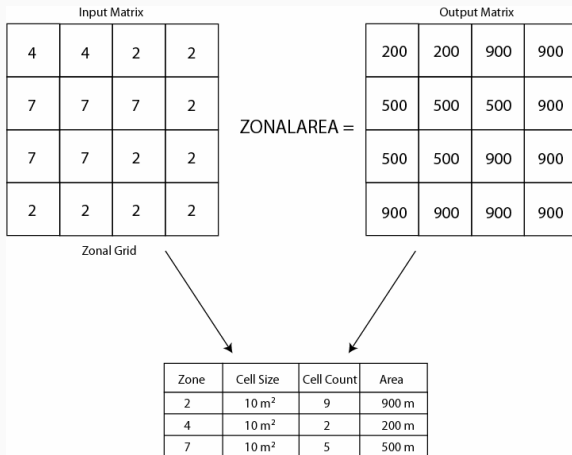 Input Matrix
Output Matrix
4 4 2 2
200 200 900 900
7 7 7 2
500 500 500 900
ZONALAREA =
7 7 2 2
500 500 900 900
2 2 2 2
900 900 900 900
Zonal Grid
Zone Cell Size Cell Count Area
2 10 m² 9 900 m
4 10 m² 2 200 m
7 10 m² 5 500 m